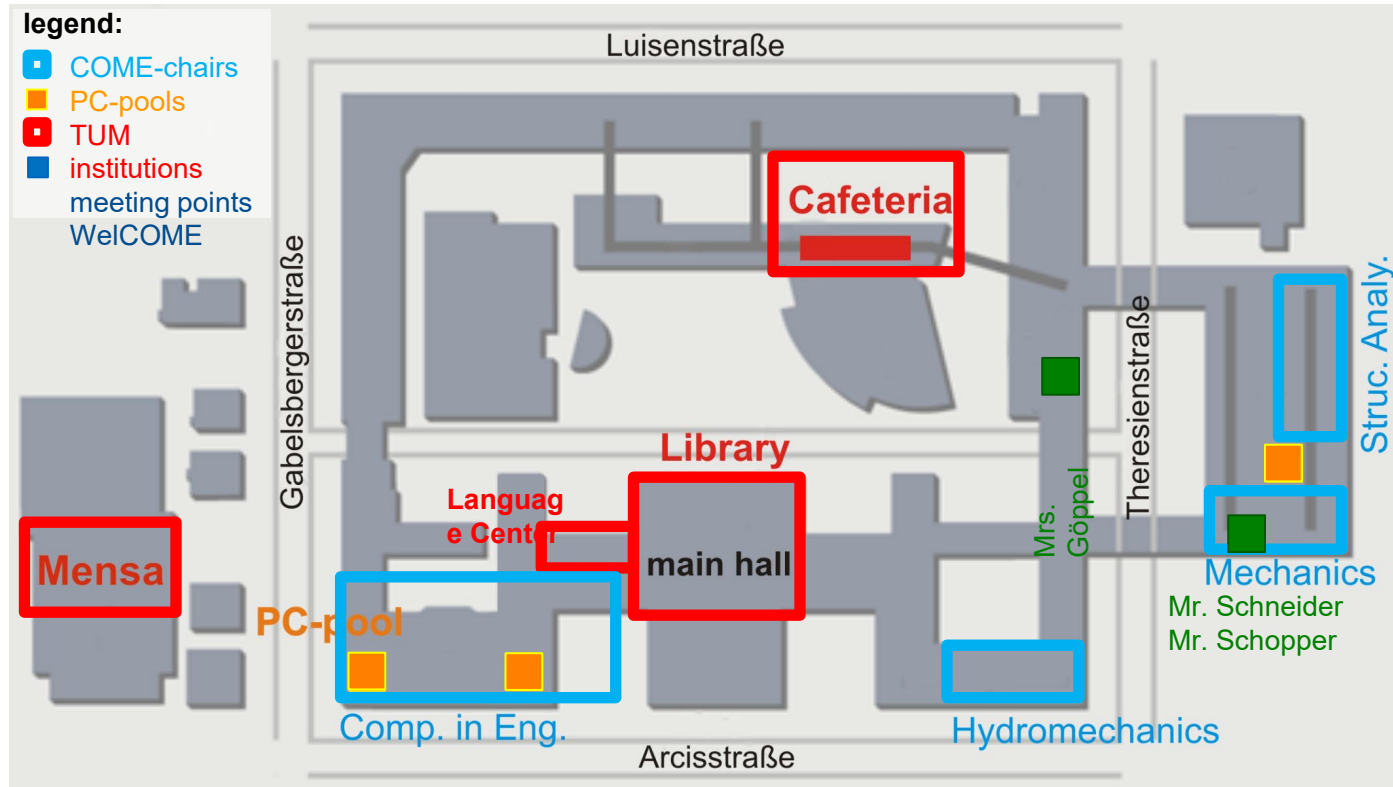 legend:
COME-chairs
PC-pools
TUM
institutions
meeting points
WelCOME
Luisenstraße
Cafeteria
Gabelsbergerstraße
Theresienstraße
Struc. Analy.
Library
Languag
e Center
main hall
Mrs.
Göppel
Mensa
PC-pool
Mechanics
Mr. Schneider
Mr. Schopper
Comp. in Eng.
Hydromechanics
Arcisstraße